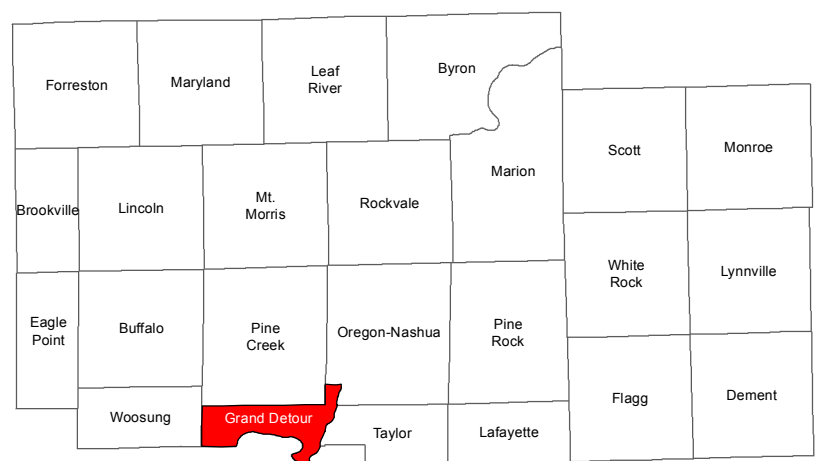 Forreston
Maryland
Leaf
River
Byron
Scott
Monroe
Marion
Brookville
Lincoln
Mt.
Morris
Rockvale
White
Rock
Lynnville
Eagle
Point
Buffalo
Pine
Creek
Oregon-Nashua
Pine
Rock
Flagg
Dement
Woosung
Grand Detour
Taylor
Lafayette